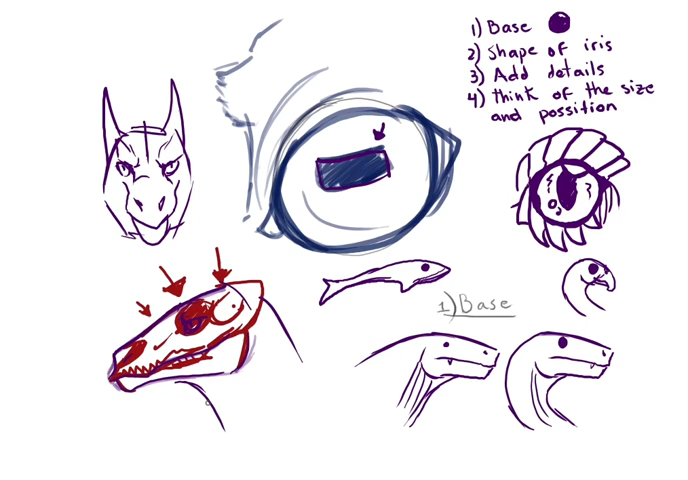 1) Base
2) Shape of iris
3) Add details
4) think of the size
and possition
1) Base